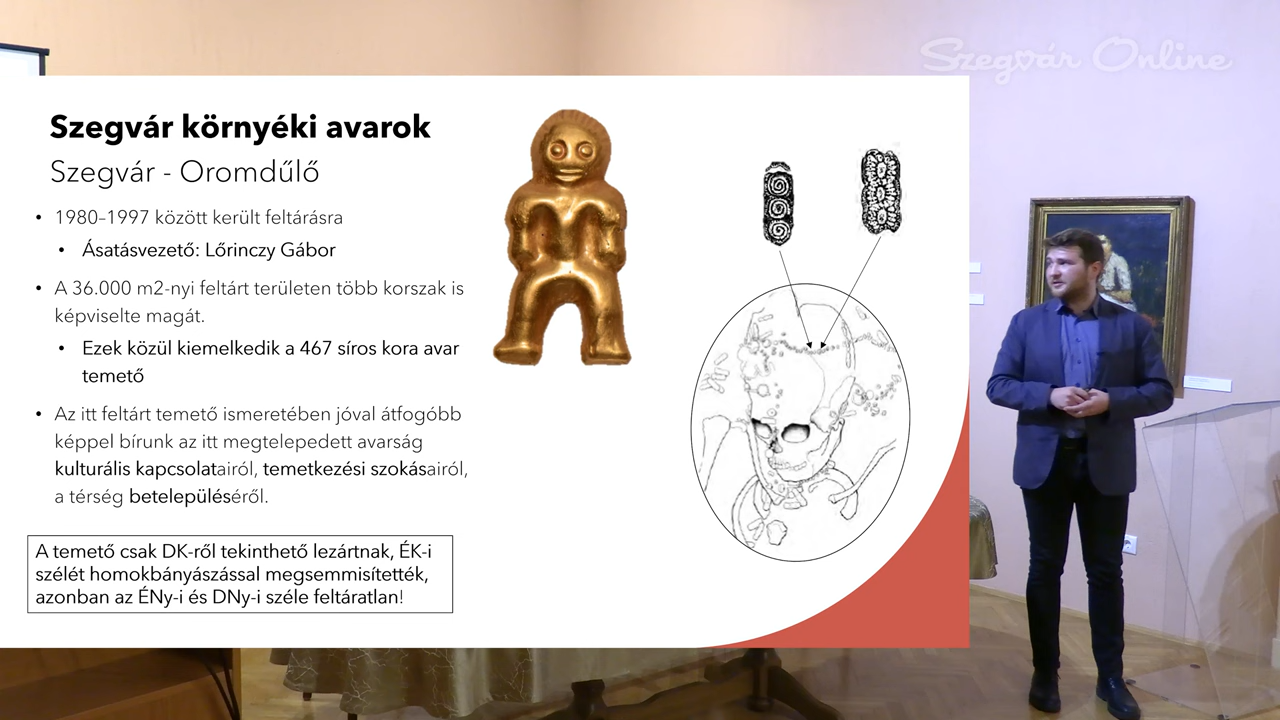 Szegvár Online
Szegvár környéki avarok
Szegvár - Oromdűlő
• 1980–1997 között került feltárásra
• Ásatásvezető: Lőrinczy Gábor
• A 36.000 m2-nyi feltárt területen több korszak is
képviselte magát.
• Ezek közül kiemelkedik a 467 síros kora avar
temető
• Az itt feltárt temető ismeretében jóval átfogóbb
képpel bírunk az itt megtelepedett avarság
kulturális kapcsolatairól, temetkezési szokásairól,
a térség betelepüléséről.
A temető csak DK-ről tekinthető lezártnak, ÉK-i
szélét homokbányászással megsemmisítették,
azonban az ÉNy-i és DNy-i széle feltáratlan!